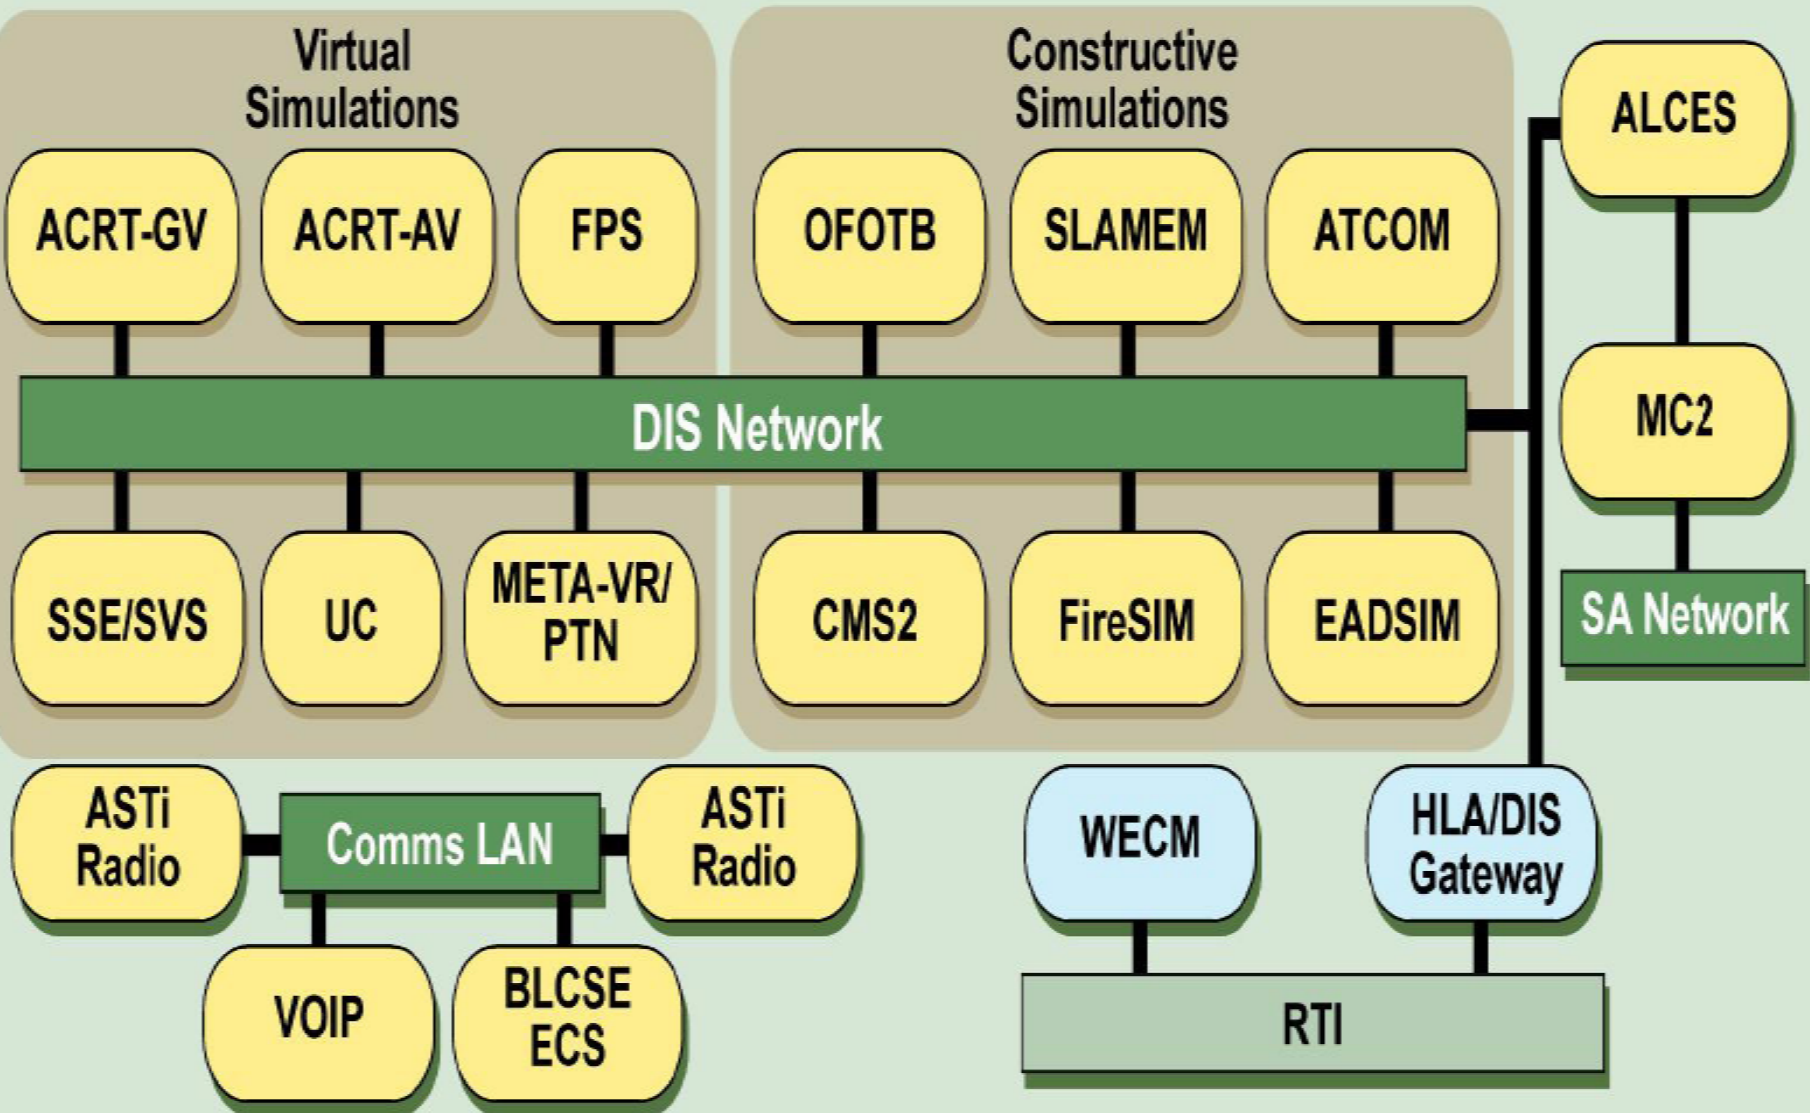 Virtual
Simulations
Constructive
Simulations
ALCES
ACRT-GV
ACRT-AV
FPS
OFOTB
SLAMEM
ATCOM
DIS Network
MC2
SSE/SVS
UC
META-VR/
PTN
CMS2
FireSIM
EADSIM
SA Network
ASTi
Radio
Comms LAN
ASTi
Radio
WECM
HLA/DIS
Gateway
VOIP
BLCSE
ECS
RTI